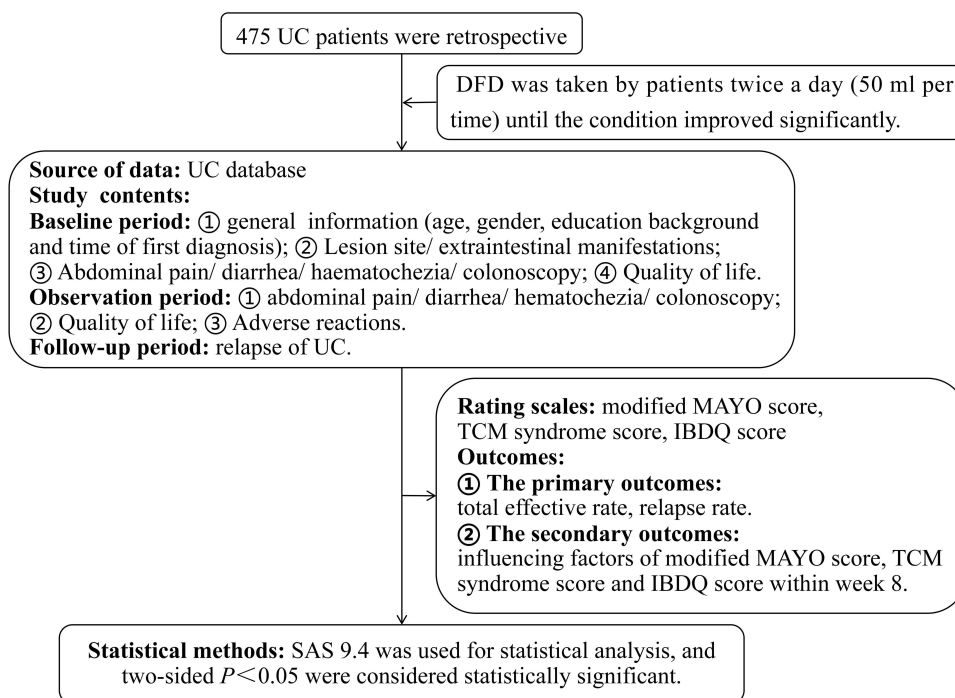 475 UC patients were retrospective
DFD was taken by patients twice a day (50 ml per
time) until the condition improved significantly.
Source of data: UC database
Study contents:
Baseline period: ① general information (age, gender, education background
and time of first diagnosis); ② Lesion site/ extraintestinal manifestations;
③ Abdominal pain/ diarrhea/ haematochezia/ colonoscopy; ④ Quality of life.
Observation period: ① abdominal pain/ diarrhea/ hematochezia/ colonoscopy;
② Quality of life; ③ Adverse reactions.
Follow-up period: relapse of UC.
Rating scales: modified MAYO score,
TCM syndrome score, IBDQ score
Outcomes:
① The primary outcomes:
total effective rate, relapse rate.
② The secondary outcomes:
influencing factors of modified MAYO score, TCM
syndrome score and IBDQ score within week 8.
Statistical methods: SAS 9.4 was used for statistical analysis, and
two-sided P<0.05 were considered statistically significant.